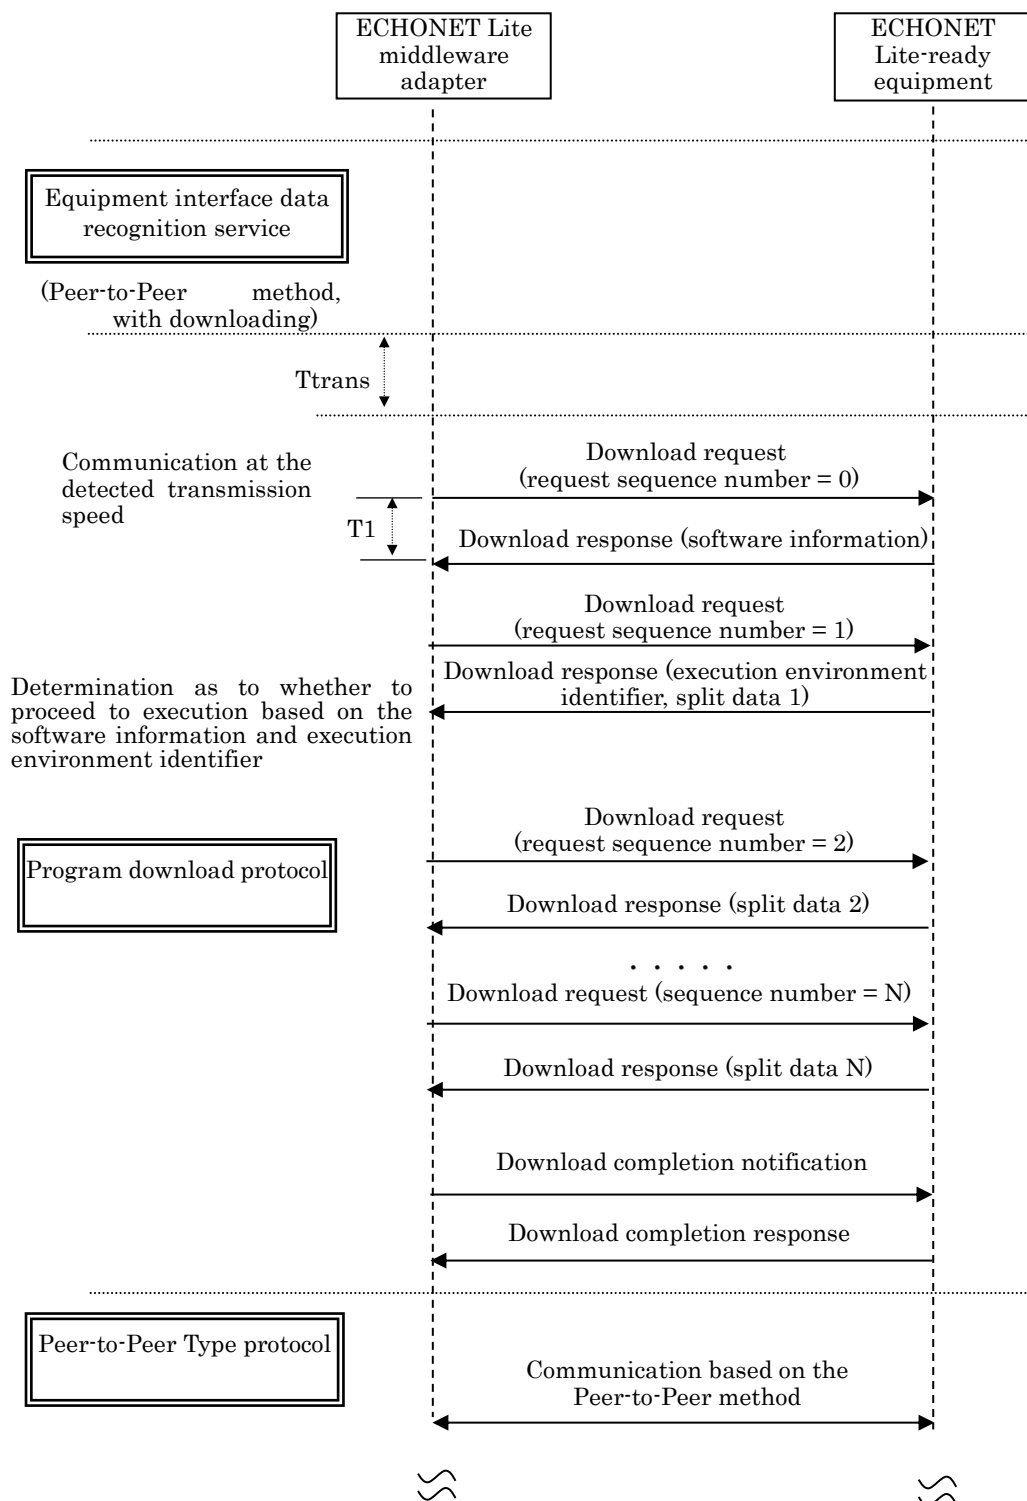 ECHONET Lite
middleware
adapter
ECHONET
Lite-ready
equipment
Equipment interface data
recognition service
(Peer-to-Peer method,
with downloading)
Ttrans
Communication at the
detected transmission
speed
Download request
(request sequence number = 0)
T1
Download response (software information)
Download request
(request sequence number = 1)
Download response (execution environment
identifier, split data 1)
Determination as to whether to
proceed to execution based on the
software information and execution
environment identifier
Download request
(request sequence number = 2)
Program download protocol
Download response (split data 2)
. . . . .
Download request (sequence number = N)
Download response (split data N)
Download completion notification
Download completion response
Peer-to-Peer Type protocol
Communication based on the
Peer-to-Peer method